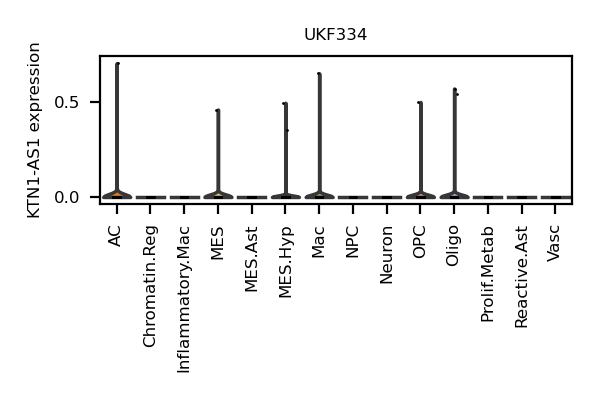 UKF334
KTN1-AS1 expression
0.5
0.0
AC
Chromatin.Reg
Inflammatory.Mac
MES
MES.Ast
MES.Hyp
Mac
NPC
Neuron
OPC
Oligo
Prolif.Metab
Reactive.Ast
Vasc